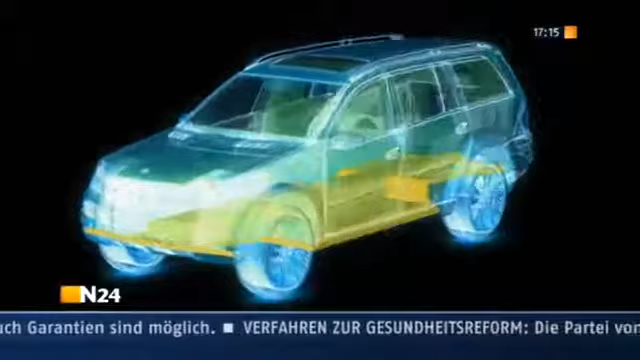 17:15
N24
uch Garantien sind möglich. ■ VERFAHREN ZUR GESUNDHEITSREFORM: Die Partei von